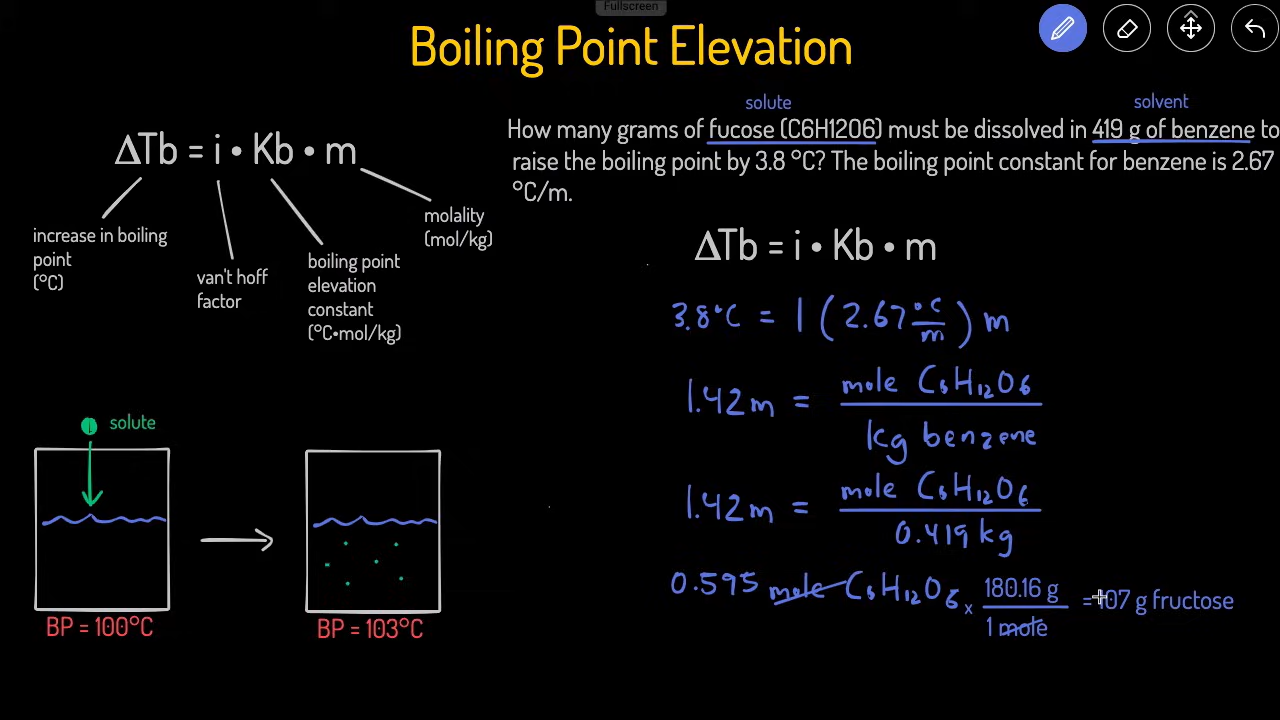 Fullscreen
Boiling Point Elevation
ΔTb = i • Kb • m
increase in boiling
point
(°C)
van't hoff
factor
boiling point
elevation
constant
(°C•mol/kg)
molality
(mol/kg)
solute
BP = 100°C
BP = 103°C
solute
solvent
How many grams of fucose (C6H12O6) must be dissolved in 419 g of benzene to
raise the boiling point by 3.8 °C? The boiling point constant for benzene is 2.67
°C/m.
ΔTb = i • Kb • m
3.8°C = 1 (2.67 °C/m) m
1.42 m = mole C6H12O6
kg benzene
1.42 m = mole C6H12O6
0.419 kg
0.595 mole C6H12O6 x 180.16 g = 107 g fructose
1 mole